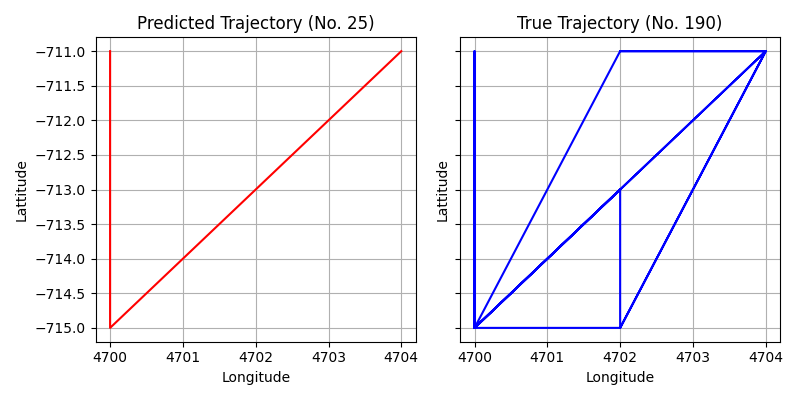 Predicted Trajectory (No. 25)
−711.0
−711.5
−712.0
−712.5
−713.0
−713.5
−714.0
−714.5
−715.0
Lattitude
4700 4701 4702 4703 4704
Longitude
True Trajectory (No. 190)
Lattitude
4700 4701 4702 4703 4704
Longitude